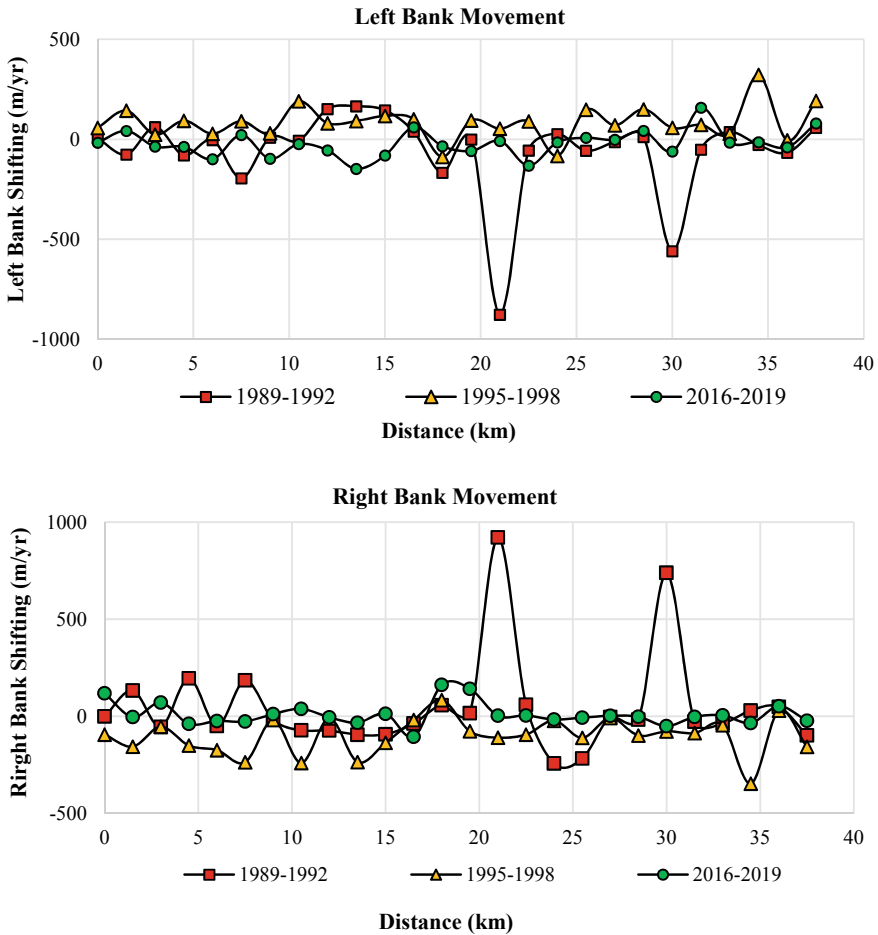 Left Bank Movement
Left Bank Shifting (m/yr)
500
0
-500
-1000
0 5 10 15 20 25 30 35 40
1989-1992 1995-1998 2016-2019
Distance (km)
Right Bank Movement
Rirght Bank Shifting (m/yr)
1000
500
0
-500
0 5 10 15 20 25 30 35 40
1989-1992 1995-1998 2016-2019
Distance (km)